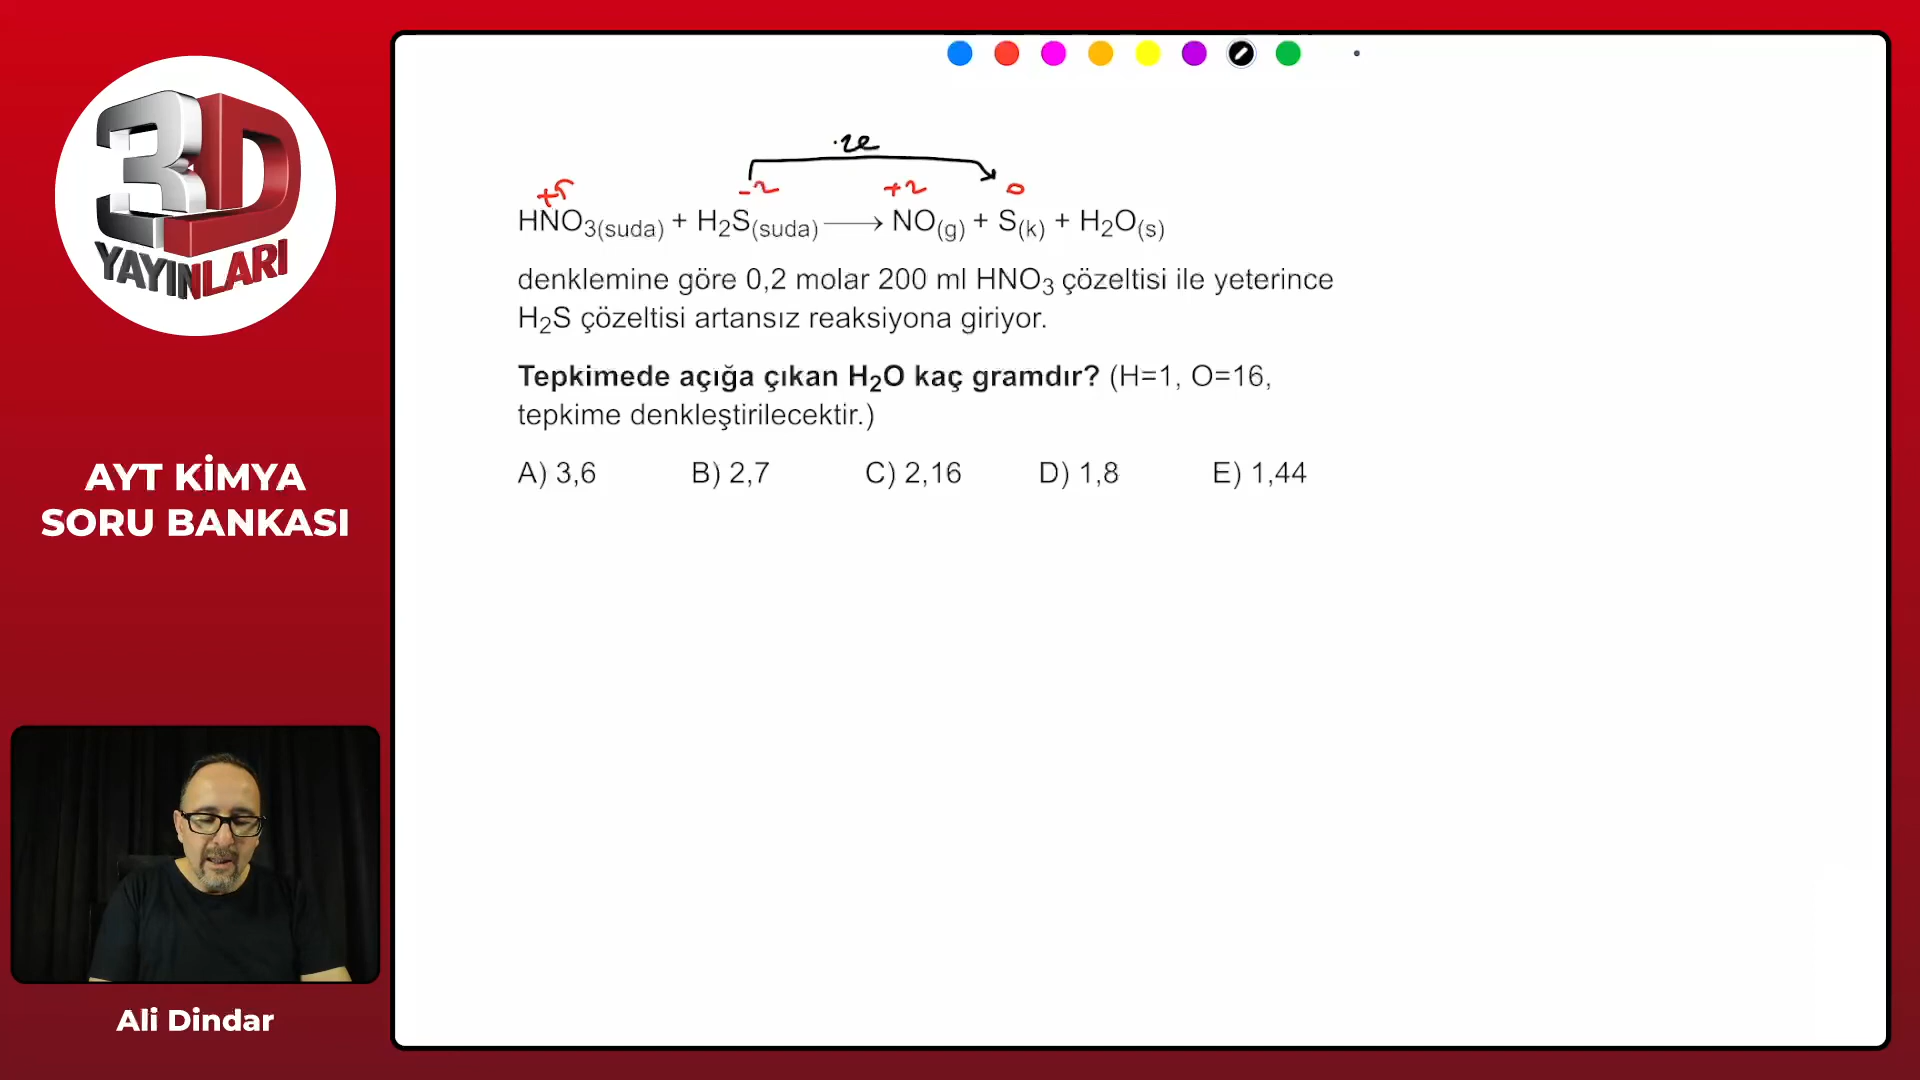 3D
YAYINLARI
AYT KİMYA
SORU BANKASI
Ali Dindar
2e
+5 -2 +2 0
HNO3(suda) + H2S(suda) ⟶ NO(g) + S(k) + H2O(s)
denklemine göre 0,2 molar 200 ml HNO3 çözeltisi ile yeterince
H2S çözeltisi artansız reaksiyona giriyor.
Tepkimede açığa çıkan H2O kaç gramdır? (H=1, O=16,
tepkime denkleştirilecektir.)
A) 3,6 B) 2,7 C) 2,16 D) 1,8 E) 1,44